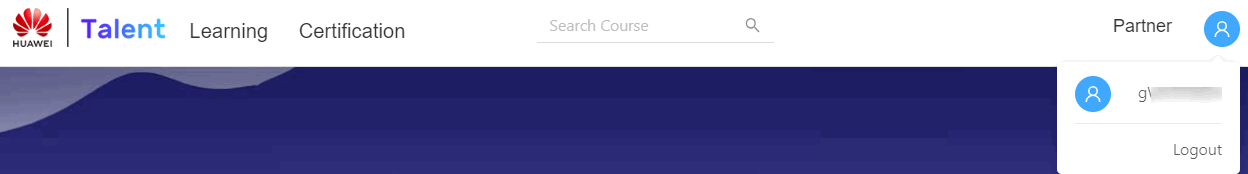 HUAWEI
Talent
Learning
Certification
Search Course
Partner
Logout